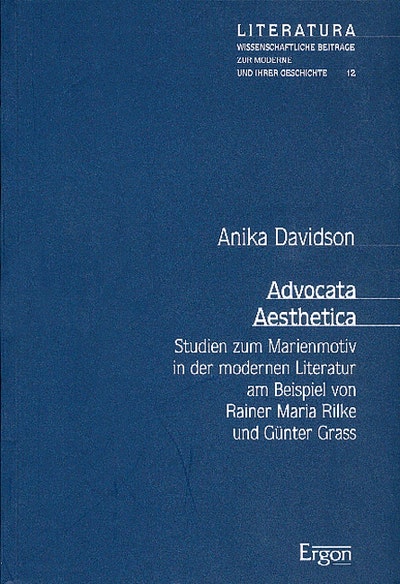 LITERATURA
WISSENSCHAFTLICHE BEITRÄGE
ZUR MODERNE
UND IHRER GESCHICHTE 12
Anika Davidson
Advocata
Aesthetica
Studien zum Marienmotiv
in der modernen Literatur
am Beispiel von
Rainer Maria Rilke
und Günter Grass
Ergon